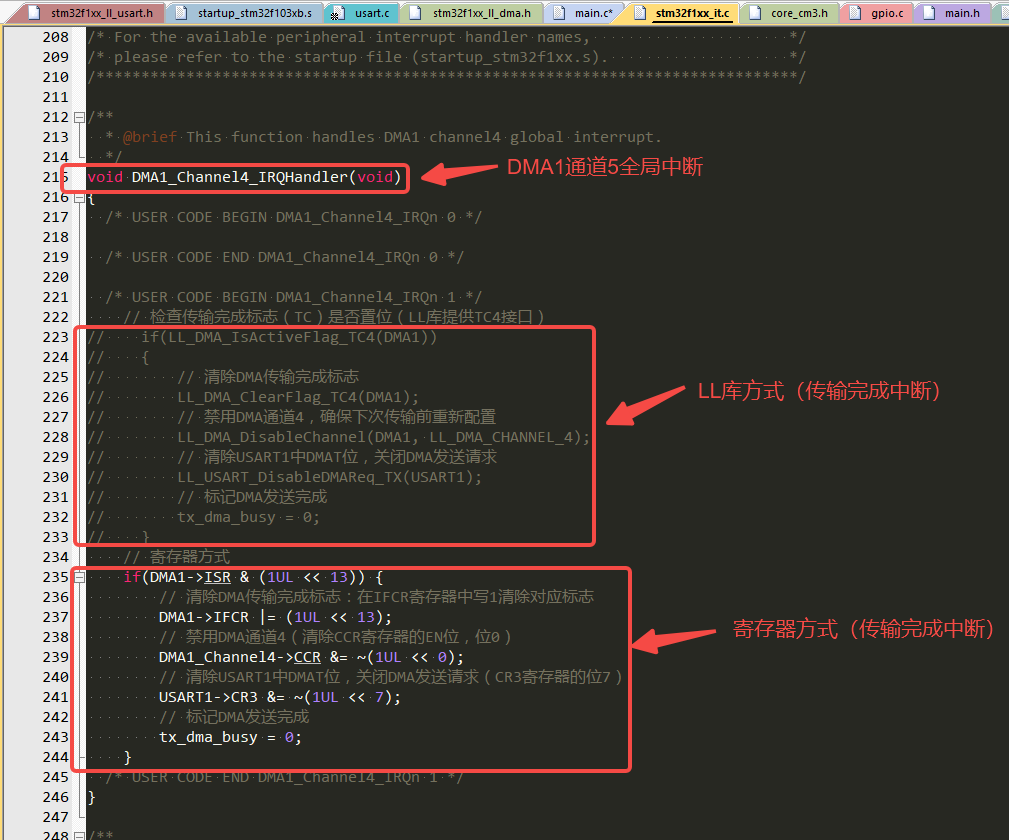 stm32f1xx_ll_usart.h startup_stm32f103xb.s usart.c stm32f1xx_ll_dma.h main.c* stm32f1xx_it.c core_cm3.h gpio.c main.h
208 /* For the available peripheral interrupt handler names, */
209 /* please refer to the startup file (startup_stm32f1xx.s). */
210 /******************************************************************************/
211
212 /**
213 * @brief This function handles DMA1 channel4 global interrupt.
214 */
215 void DMA1_Channel4_IRQHandler(void)
DMA1通道5全局中断
216 {
217 /* USER CODE BEGIN DMA1_Channel4_IRQn 0 */
218
219 /* USER CODE END DMA1_Channel4_IRQn 0 */
220
221 /* USER CODE BEGIN DMA1_Channel4_IRQn 1 */
222 // 检查传输完成标志（TC）是否置位（LL库提供TC4接口）
223 // if(LL_DMA_IsActiveFlag_TC4(DMA1))
224 // {
225 // // 清除DMA传输完成标志
226 // LL_DMA_ClearFlag_TC4(DMA1);
LL库方式（传输完成中断）
227 // // 禁用DMA通道4，确保下次传输前重新配置
228 // LL_DMA_DisableChannel(DMA1, LL_DMA_CHANNEL_4);
229 // // 清除USART1中DMAT位，关闭DMA发送请求
230 // LL_USART_DisableDMAReq_TX(USART1);
231 // // 标记DMA发送完成
232 // tx_dma_busy = 0;
233 // }
234 // 寄存器方式
235 if(DMA1->ISR & (1UL << 13)) {
236 // 清除DMA传输完成标志：在IFCR寄存器中写1清除对应标志
237 DMA1->IFCR |= (1UL << 13);
238 // 禁用DMA通道4（清除CCR寄存器的EN位，位0）
寄存器方式（传输完成中断）
239 DMA1_Channel4->CCR &= ~(1UL << 0);
240 // 清除USART1中DMAT位，关闭DMA发送请求（CR3寄存器的位7）
241 USART1->CR3 &= ~(1UL << 7);
242 // 标记DMA发送完成
243 tx_dma_busy = 0;
244 }
245 /* USER CODE END DMA1_Channel4_IRQn 1 */
246 }
247
248 /**